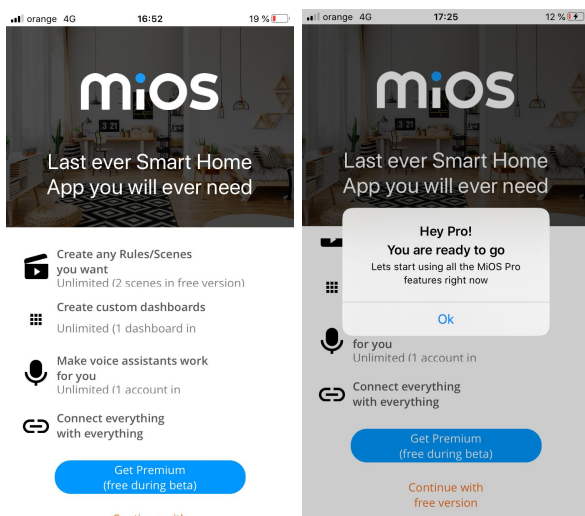 orange 4G 16:52 19 %
miOS
Last ever Smart Home
App you will ever need
Create any Rules/Scenes
you want
Unlimited (2 scenes in free version)
Create custom dashboards
Unlimited (1 dashboard in
Make voice assistants work
for you
Unlimited (1 account in
Connect everything
with everything
Get Premium
(free during beta)
Continue with
orange 4G 17:25 12 %
miOS
Last ever Smart Home
App you will ever need
Hey Pro!
You are ready to go
Lets start using all the MiOS Pro
features right now
Ok
for you
Unlimited (1 account in
Connect everything
with everything
Get Premium
(free during beta)
Continue with
free version